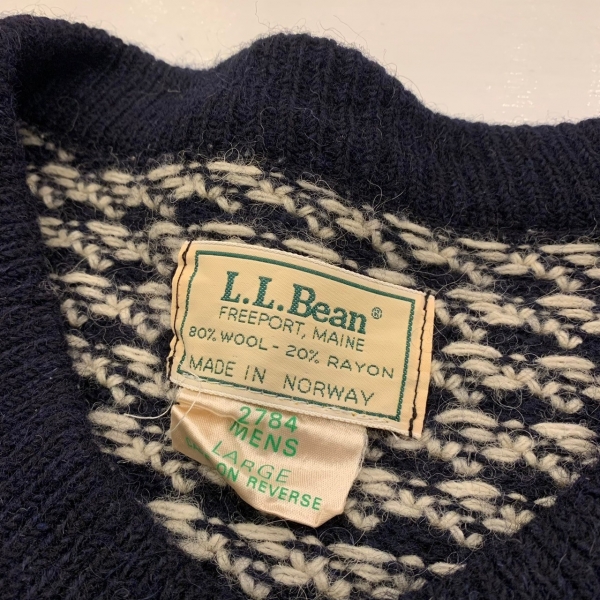 L.L.Bean®
FREEPORT, MAINE
80% WOOL - 20% RAYON
MADE IN NORWAY
2784
MENS
LARGE
ON REVERSE